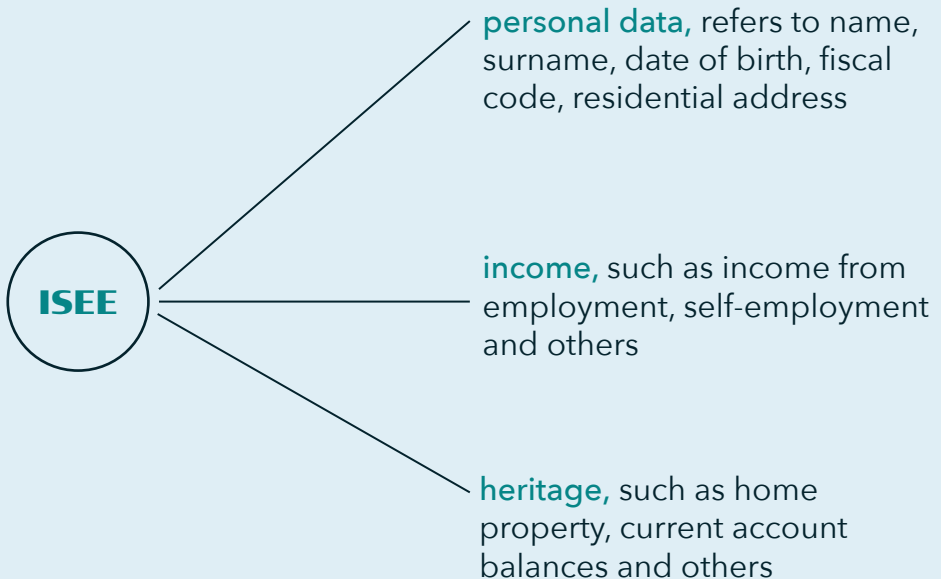 personal data, refers to name,
surname, date of birth, fiscal
code, residential address
ISEE
income, such as income from
employment, self-employment
and others
heritage, such as home
property, current account
balances and others